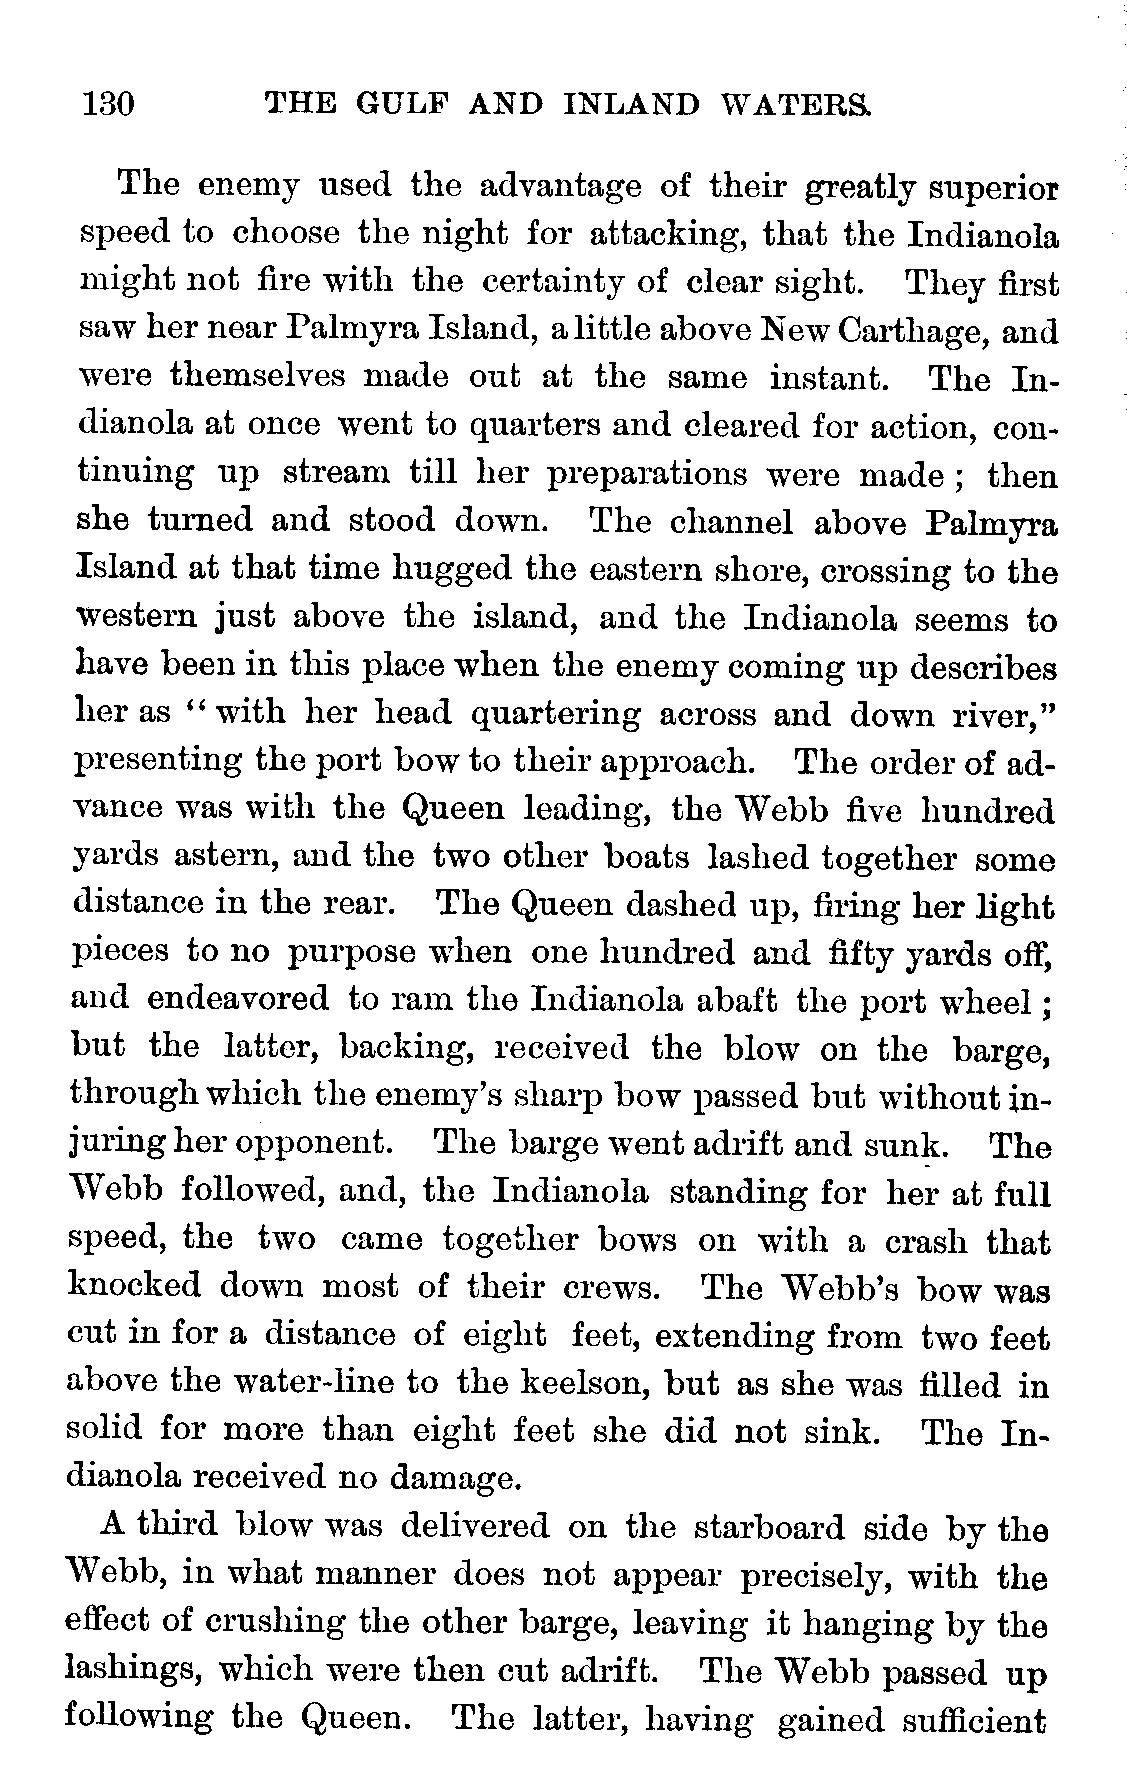 130 THE GULF AND INLAND WATERS.
The enemy used the advantage of their greatly superior
speed to choose the night for attacking, that the Indianola
might not fire with the certainty of clear sight. They first
saw her near Palmyra Island, a little above New Carthage, and
were themselves made out at the same instant. The In-
dianola at once went to quarters and cleared for action, con-
tinuing up stream till her preparations were made; then
she turned and stood down. The channel above Palmyra
Island at that time hugged the eastern shore, crossing to the
western just above the island, and the Indianola seems to
have been in this place when the enemy coming up describes
her as “with her head quartering across and down river,”
presenting the port bow to their approach. The order of ad-
vance was with the Queen leading, the Webb five hundred
yards astern, and the two other boats lashed together some
distance in the rear. The Queen dashed up, firing her light
pieces to no purpose when one hundred and fifty yards off,
and endeavored to ram the Indianola abaft the port wheel;
but the latter, backing, received the blow on the barge,
through which the enemy's sharp bow passed but without in-
juring her opponent. The barge went adrift and sunk. The
Webb followed, and, the Indianola standing for her at full
speed, the two came together bows on with a crash that
knocked down most of their crews. The Webb's bow was
cut in for a distance of eight feet, extending from two feet
above the water-line to the keelson, but as she was filled in
solid for more than eight feet she did not sink. The In-
dianola received no damage.
A third blow was delivered on the starboard side by the
Webb, in what manner does not appear precisely, with the
effect of crushing the other barge, leaving it hanging by the
lashings, which were then cut adrift. The Webb passed up
following the Queen. The latter, having gained sufficient